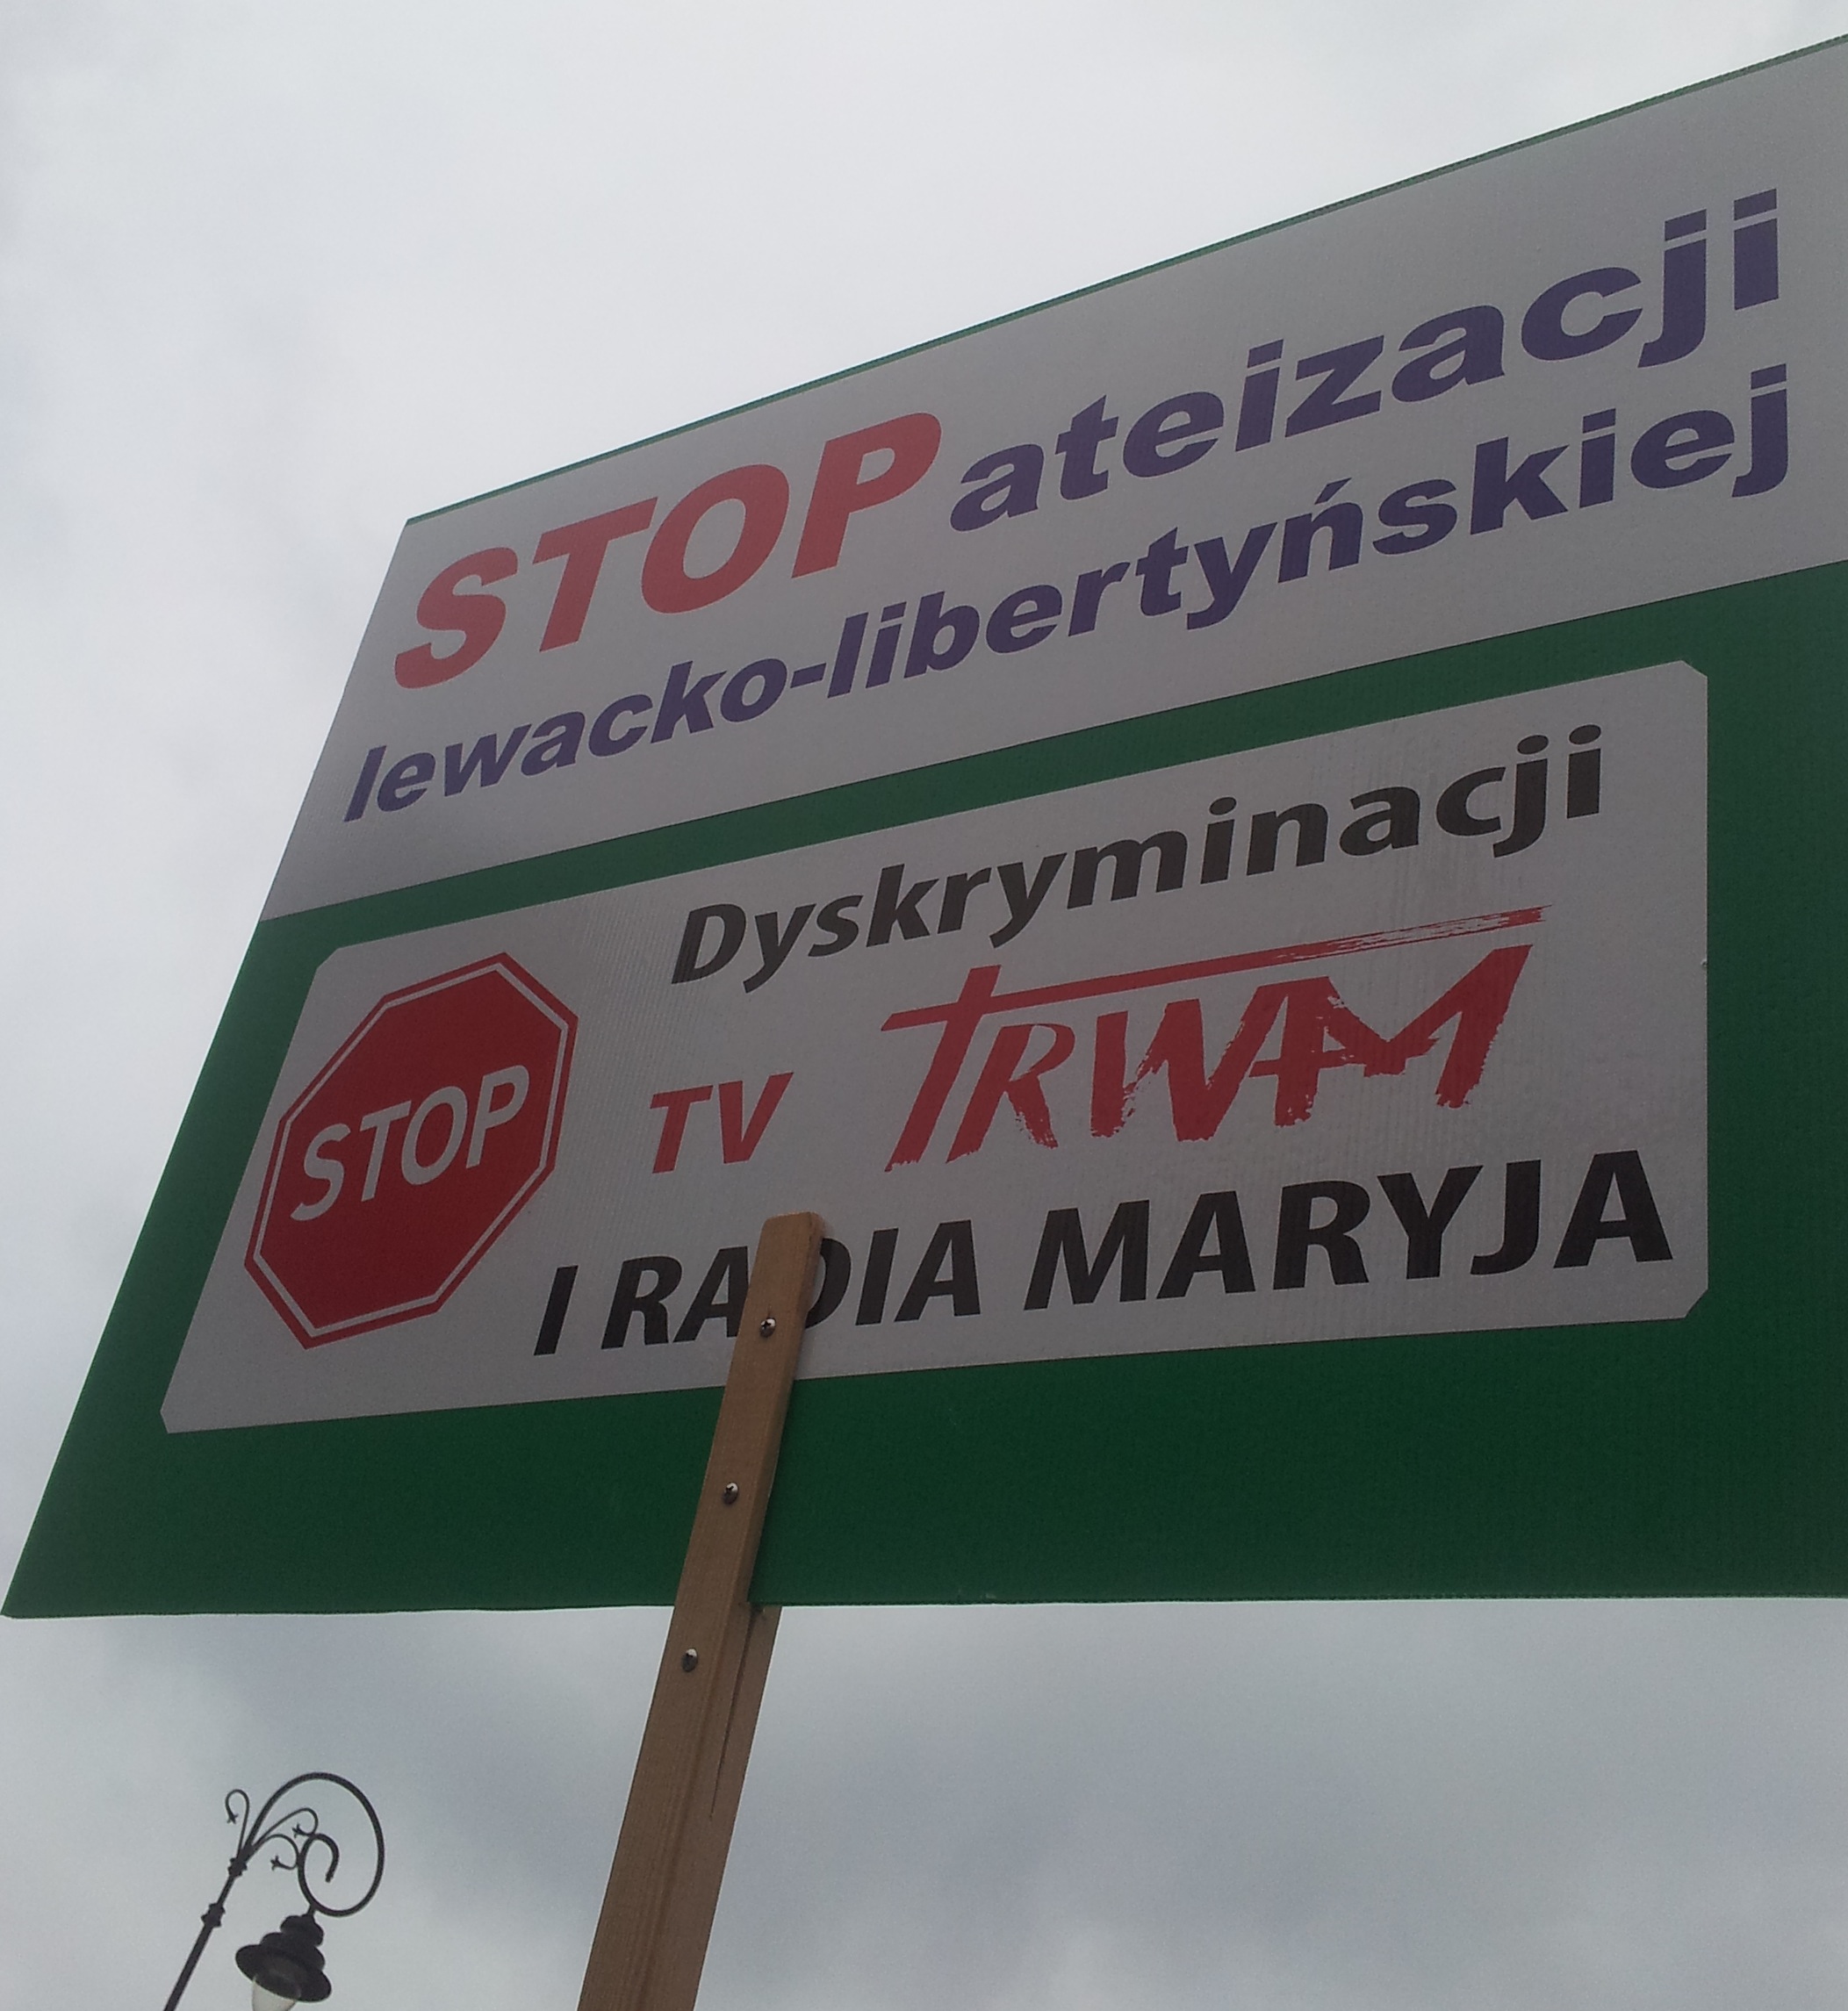 STOP ateizacji
lewacko-libertyńskiej
Dyskryminacji
STOP
TV TRWAM
I RADIA MARYJA